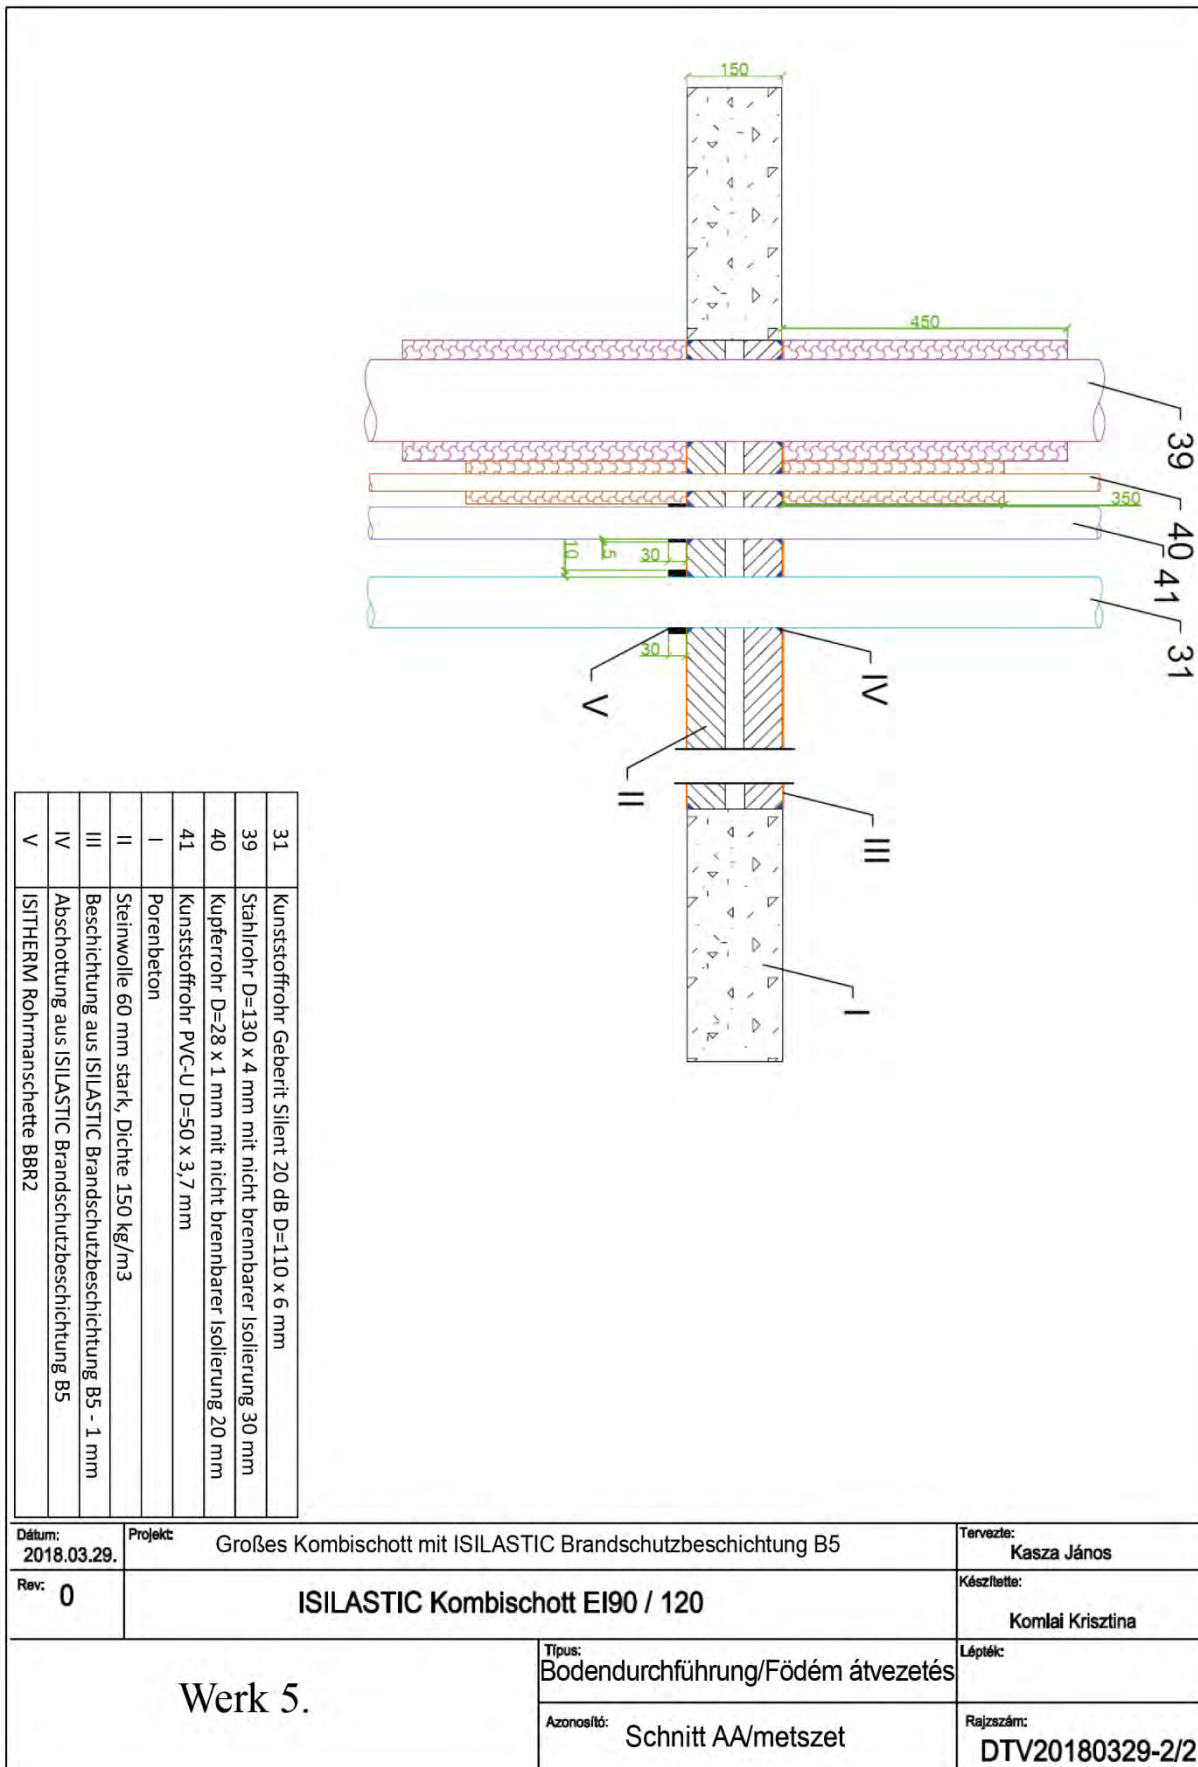 150
450
39
350
40
41
31
10
5
30
30
IV
V
II
III
I
31 Kunststoffrohr Geberit Silent 20 dB D=110 x 6 mm
39 Stahlrohr D=130 x 4 mm mit nicht brennbarer Isolierung 30 mm
40 Kupferrohr D=28 x 1 mm mit nicht brennbarer Isolierung 20 mm
41 Kunststoffrohr PVC-U D=50 x 3,7 mm
I Porenbeton
II Steinwolle 60 mm stark, Dichte 150 kg/m3
III Beschichtung aus ISILASTIC Brandschutzbeschichtung B5 - 1 mm
IV Abschottung aus ISILASTIC Brandschutzbeschichtung B5
V ISITHERM Rohrmanschette BBR2
Dátum:
2018.03.29.
Projekt:
Großes Kombischott mit ISILASTIC Brandschutzbeschichtung B5
Tervezte:
Kasza János
Rev: 0
ISILASTIC Kombischott EI90 / 120
Készítette:
Komlai Krisztina
Werk 5.
Típus:
Bodendurchführung/Födém átvezetés
Lépték:
Azonosító: Schnitt AA/metszet
Rajzszám:
DTV20180329-2/2